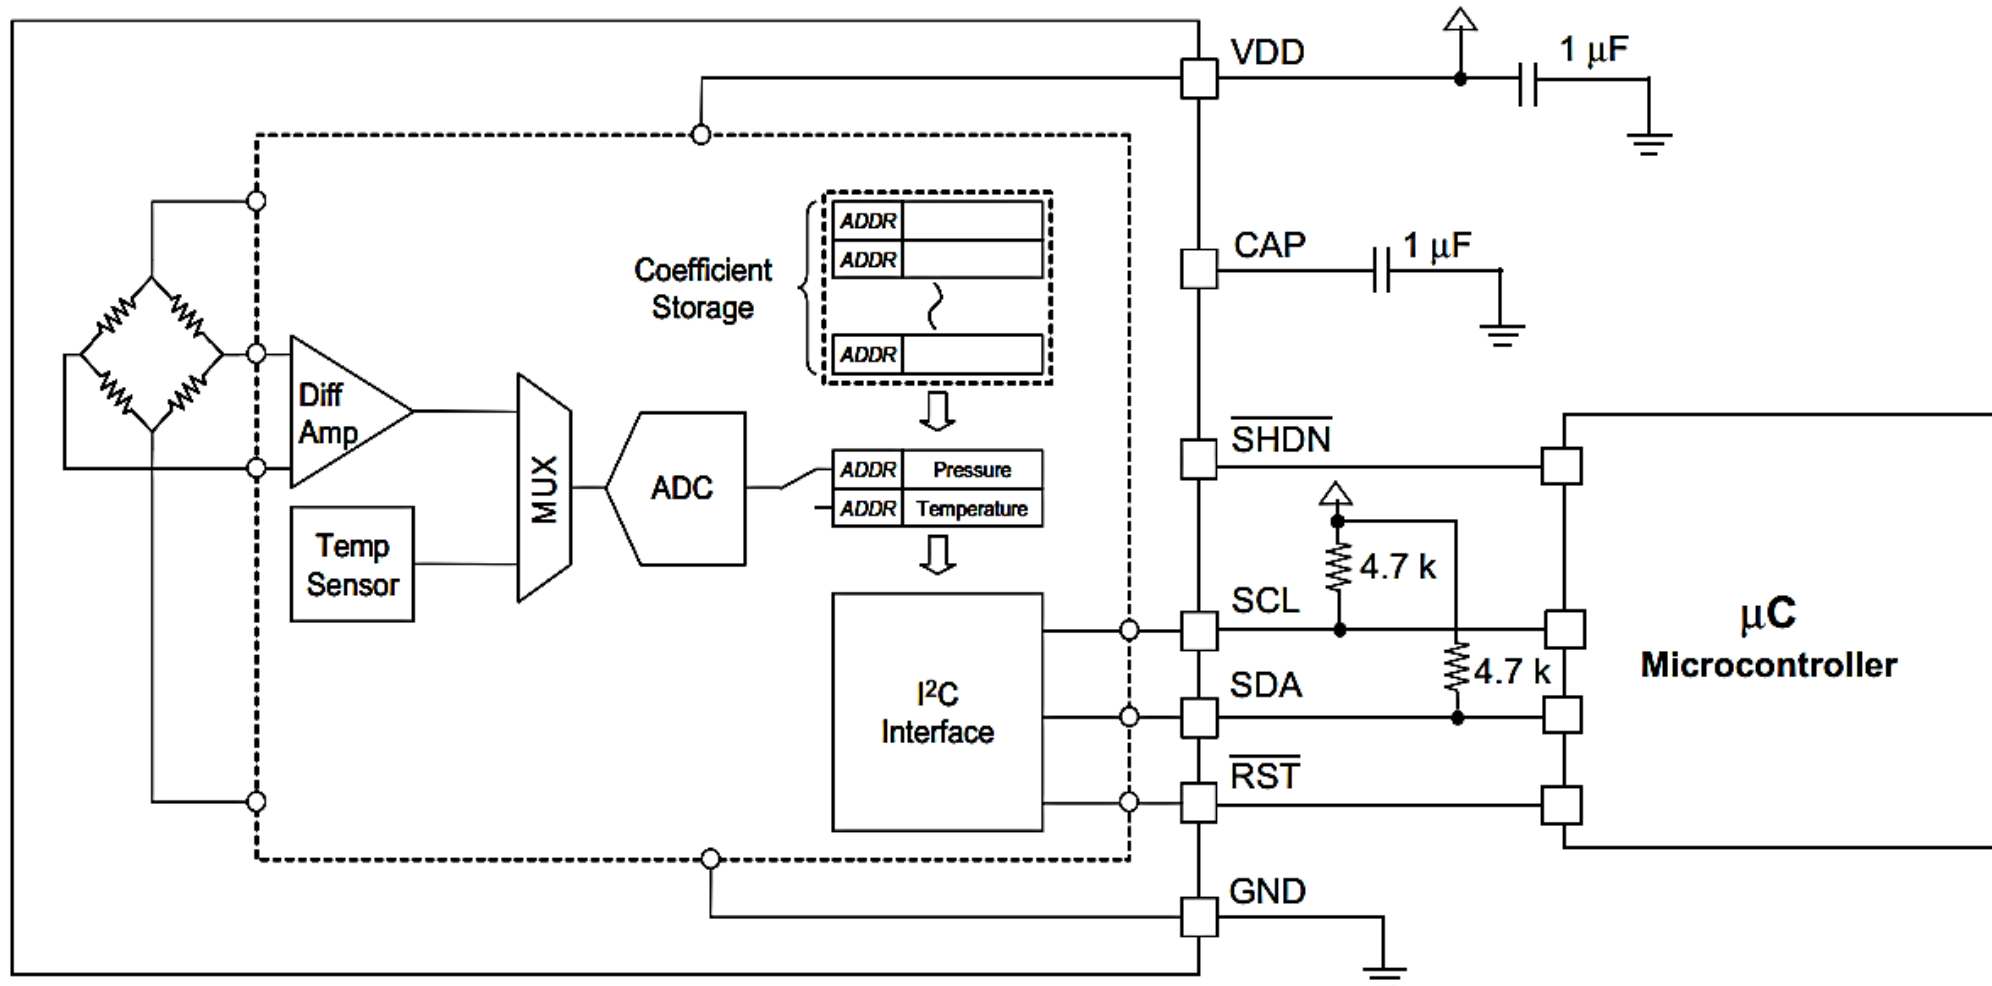 VDD
1 μF
CAP
1 μF
Coefficient
Storage
ADDR
ADDR
ADDR
Diff
Amp
MUX
ADC
ADDR Pressure
ADDR Temperature
Temp
Sensor
I²C
Interface
SHDN
4.7 k
SCL
4.7 k
SDA
RST
GND
μC
Microcontroller